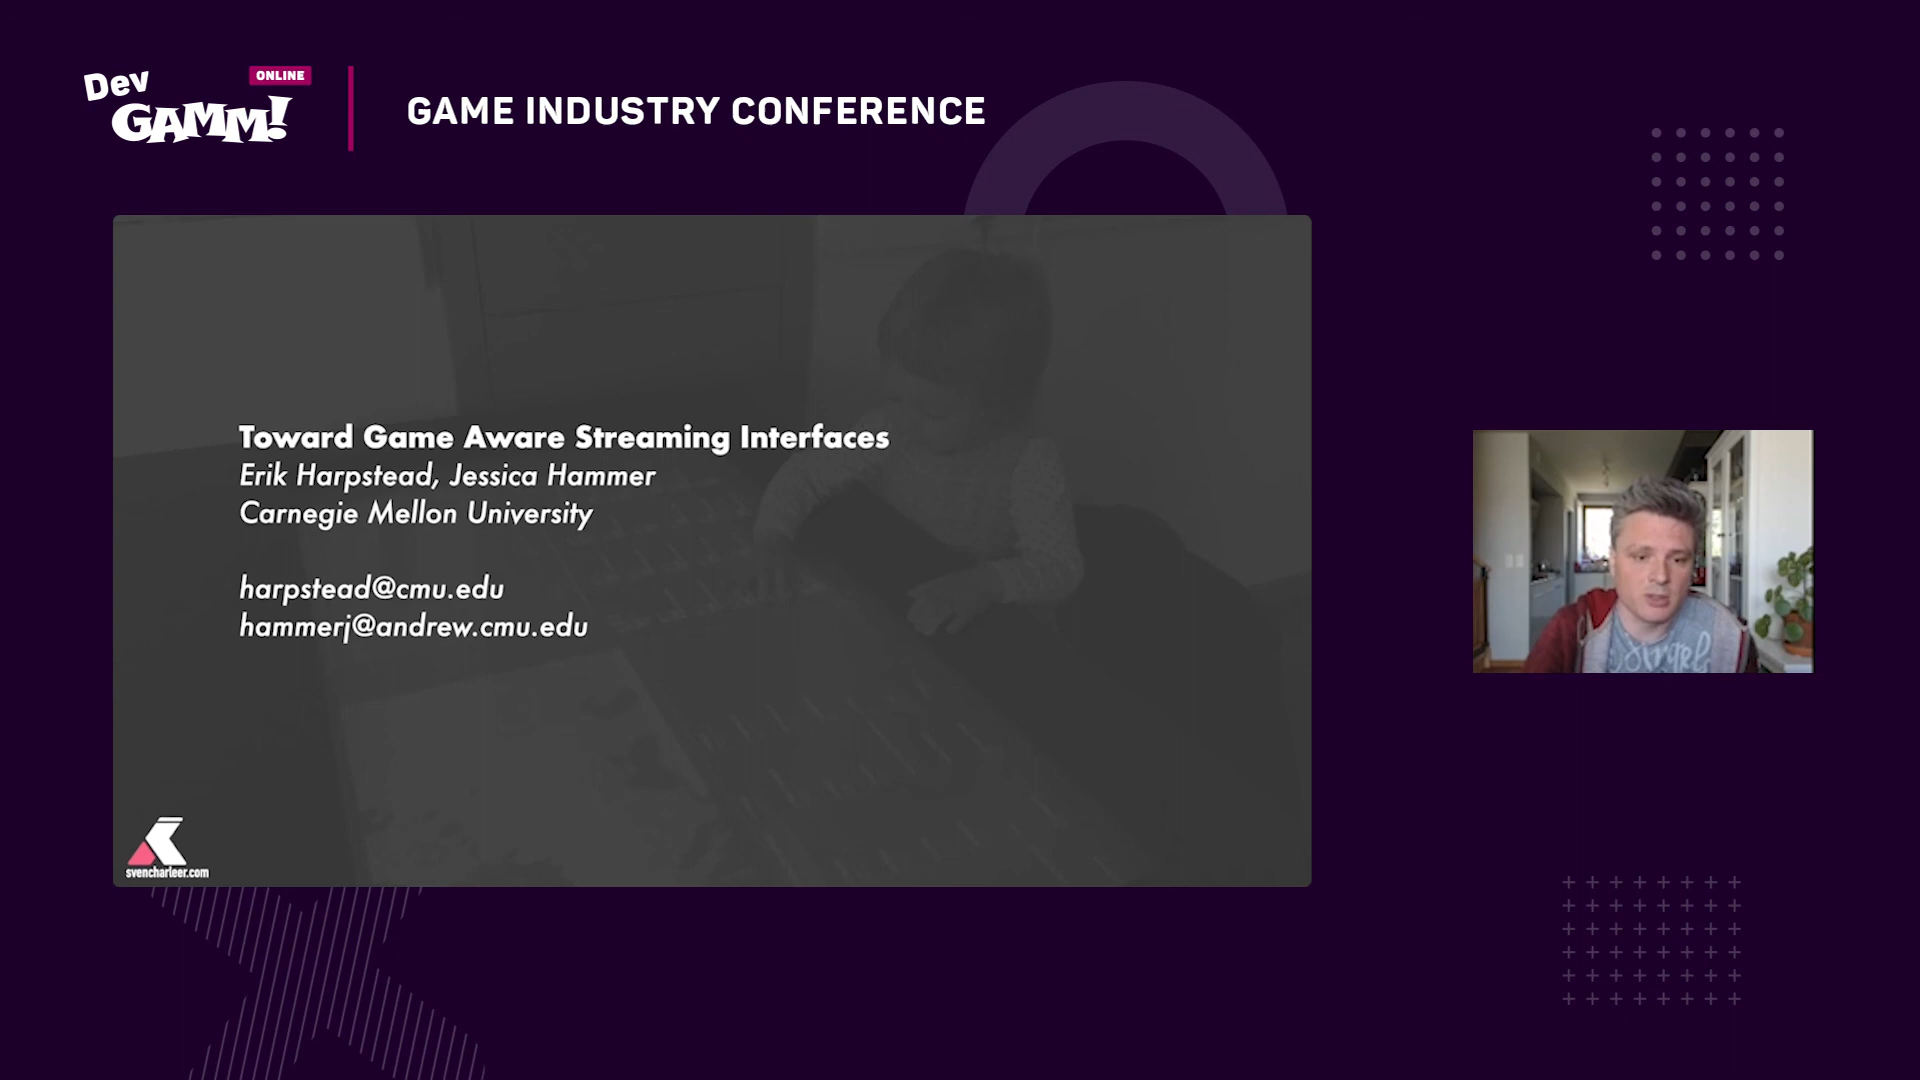 Dev
GAMM!
ONLINE
GAME INDUSTRY CONFERENCE
Toward Game Aware Streaming Interfaces
Erik Harpstead, Jessica Hammer
Carnegie Mellon University
harpstead@cmu.edu
hammerj@andrew.cmu.edu
svencharleer.com